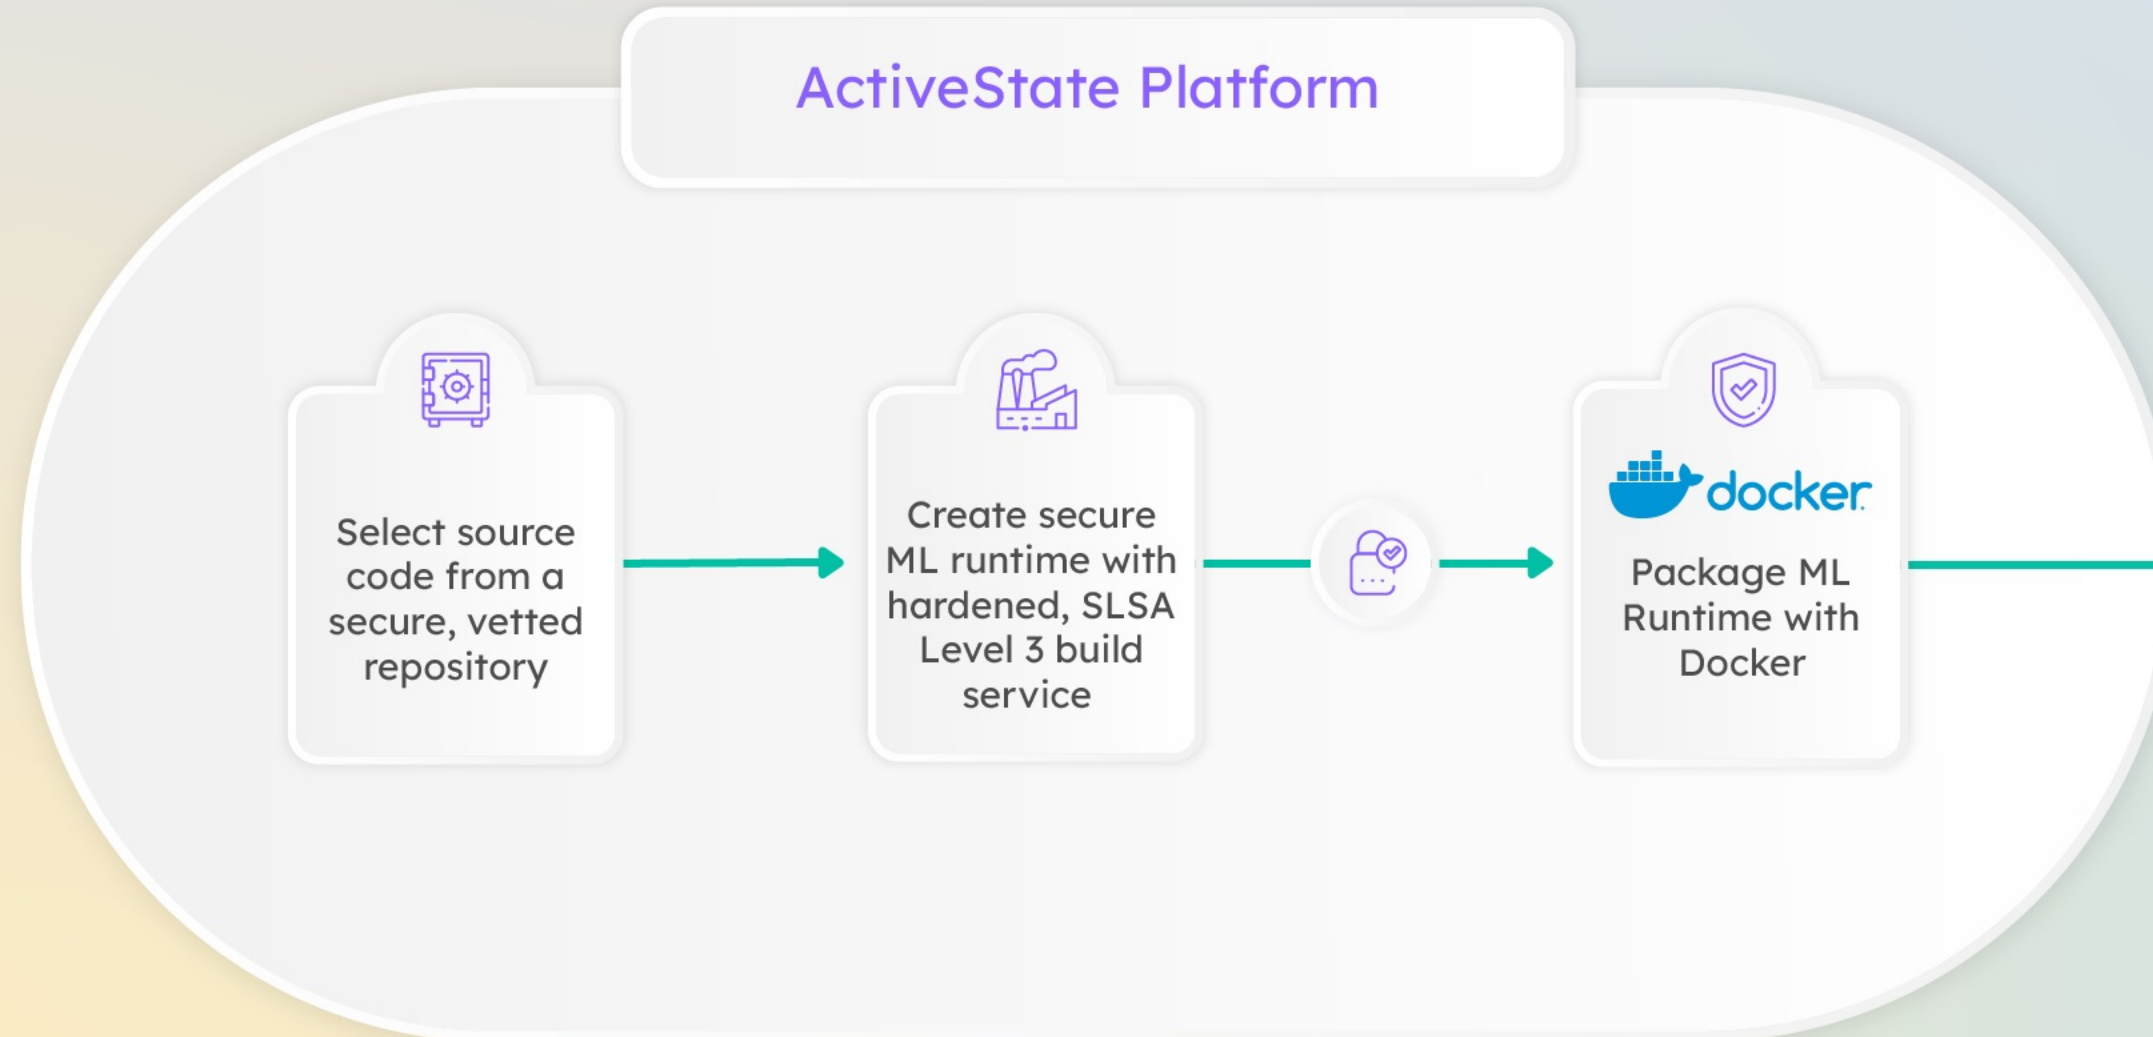 ActiveState Platform
Select source
code from a
secure, vetted
repository
Create secure
ML runtime with
hardened, SLSA
Level 3 build
service
docker
Package ML
Runtime with
Docker